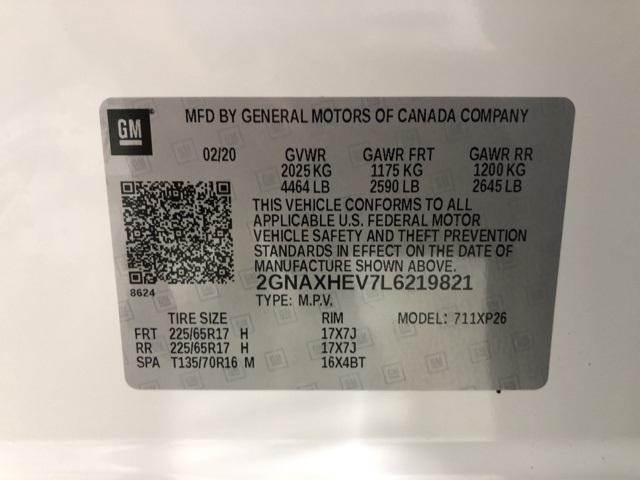 GM
MFD BY GENERAL MOTORS OF CANADA COMPANY
02/20 GVWR GAWR FRT GAWR RR
2025 KG 1175 KG 1200 KG
4464 LB 2590 LB 2645 LB
THIS VEHICLE CONFORMS TO ALL
APPLICABLE U.S. FEDERAL MOTOR
VEHICLE SAFETY AND THEFT PREVENTION
STANDARDS IN EFFECT ON THE DATE OF
MANUFACTURE SHOWN ABOVE.
8624
2GNAXHEV7L6219821
TYPE: M.P.V.
TIRE SIZE RIM MODEL: 711XP26
FRT 225/65R17 H 17X7J
RR 225/65R17 H 17X7J
SPA T135/70R16 M 16X4BT